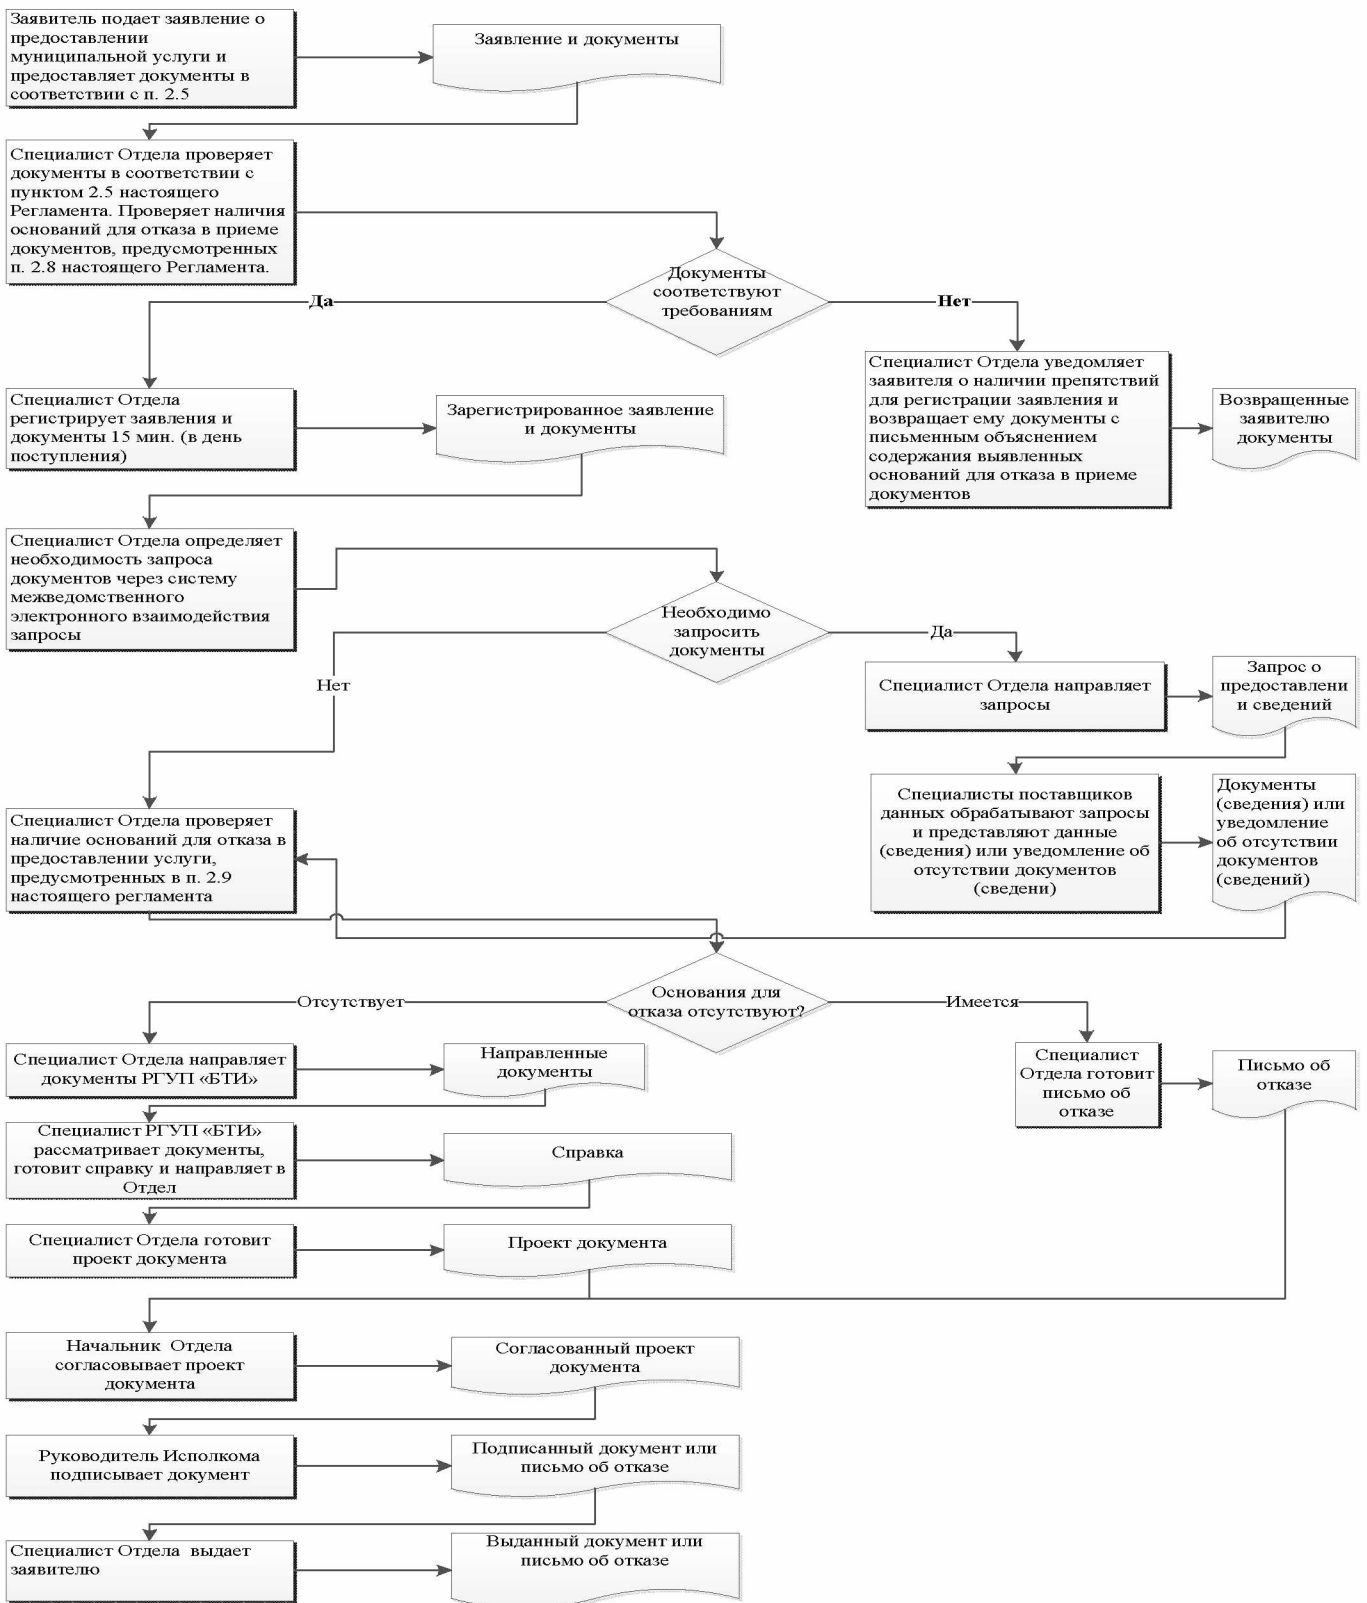 Заявитель подает заявление о
предоставлении
муниципальной услуги и
предоставляет документы в
соответствии с п. 2.5
Заявление и документы
Специалист Отдела проверяет
документы в соответствии с
пунктом 2.5 настоящего
Регламента. Проверяет наличия
оснований для отказа в приеме
документов, предусмотренных
п. 2.8 настоящего Регламента.
Документы
соответствуют
требованиям
Да
Нет
Специалист Отдела
регистрирует заявления и
документы 15 мин. (в день
поступления)
Зарегистрированное заявление
и документы
Специалист Отдела уведомляет
заявителя о наличии препятствий
для регистрации заявления и
возвращает ему документы с
письменным объяснением
содержания выявленных
оснований для отказа в приеме
документов
Возвращенные
заявителю
документы
Специалист Отдела определяет
необходимость запроса
документов через систему
межведомственного
электронного взаимодействия
запросы
Необходимо
запросить
документы
Да
Нет
Специалист Отдела направляет
запросы
Запрос о
предоставлени
и сведений
Специалисты поставщиков
данных обрабатывают запросы
и представляют данные
(сведения) или уведомление об
отсутствии документов
(сведени)
Документы
(сведения) или
уведомление
об отсутствии
документов
(сведений)
Специалист Отдела проверяет
наличие оснований для отказа в
предоставлении услуги,
предусмотренных в п. 2.9
настоящего регламента
Основания для
отказа отсутствуют?
Отсутствует
Имеется
Специалист Отдела направляет
документы РГУП «БТИ»
Направленные
документы
Специалист
Отдела готовит
письмо об
отказе
Письмо об
отказе
Специалист РГУП «БТИ»
рассматривает документы,
готовит справку и направляет в
Отдел
Справка
Специалист Отдела готовит
проект документа
Проект документа
Начальник  Отдела
согласовывает проект
документа
Согласованный проект
документа
Руководитель Исполкома
подписывает документ
Подписанный документ или
письмо об отказе
Специалист Отдела  выдает
заявителю
Выданный документ или
письмо об отказе